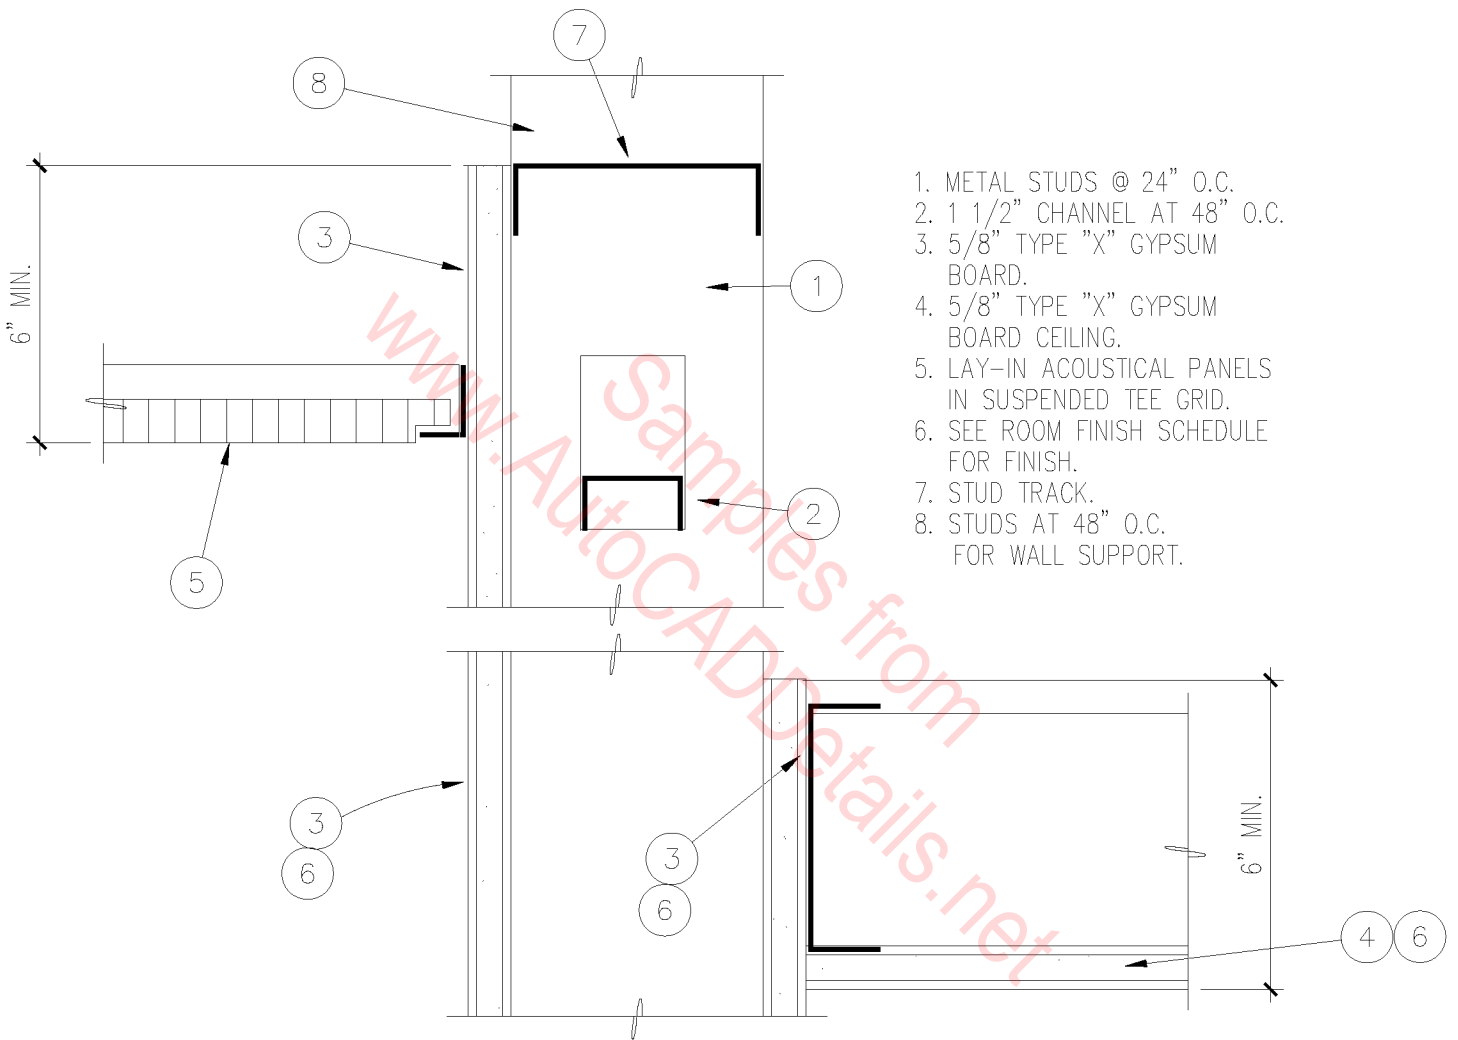 7
8
1. METAL STUDS @ 24" O.C.
2. 1 1/2" CHANNEL AT 48" O.C.
3. 5/8" TYPE "X" GYPSUM
BOARD.
4. 5/8" TYPE "X" GYPSUM
BOARD CEILING.
5. LAY-IN ACOUSTICAL PANELS
IN SUSPENDED TEE GRID.
6. SEE ROOM FINISH SCHEDULE
FOR FINISH.
7. STUD TRACK.
8. STUDS AT 48" O.C.
FOR WALL SUPPORT.
3
1
6" MIN.
2
5
3
6
3
6
6" MIN.
4
6
Samples from
www.AutoCADDetails.net